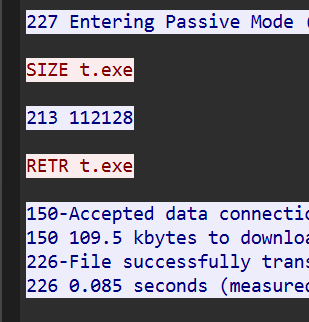 227 Entering Passive Mode (
SIZE t.exe
213 112128
RETR t.exe
150-Accepted data connectio
150 109.5 kbytes to downloa
226-File successfully trans
226 0.085 seconds (measured